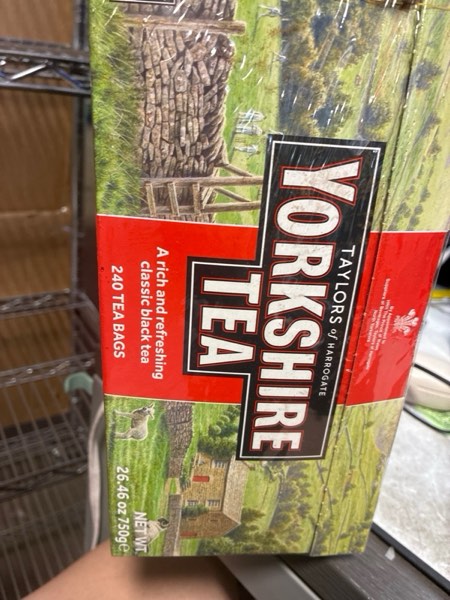 TAYLORS of HARROGATE
YORKSHIRE
TEA
A rich and refreshing
classic black tea
240 TEA BAGS
NET WT
26.46 oz 750g℮